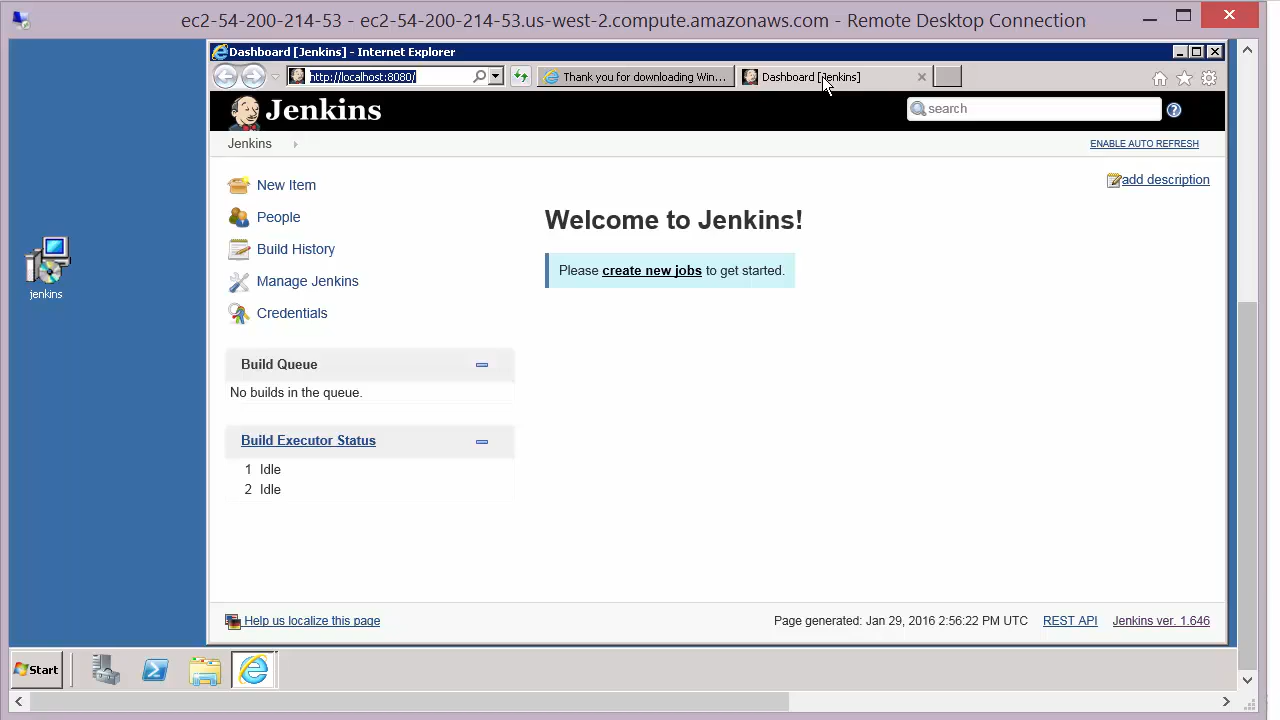 ec2-54-200-214-53 - ec2-54-200-214-53.us-west-2.compute.amazonaws.com - Remote Desktop Connection
Dashboard [Jenkins] - Internet Explorer
http://localhost:8080/
Thank you for downloading Win...
Dashboard [Jenkins]
Jenkins
search
Jenkins
ENABLE AUTO REFRESH
New Item
add description
People
Build History
Manage Jenkins
Credentials
Welcome to Jenkins!
Please create new jobs to get started.
jenkins
Build Queue
No builds in the queue.
Build Executor Status
1 Idle
2 Idle
Help us localize this page
Page generated: Jan 29, 2016 2:56:22 PM UTC
REST API
Jenkins ver. 1.646
Start